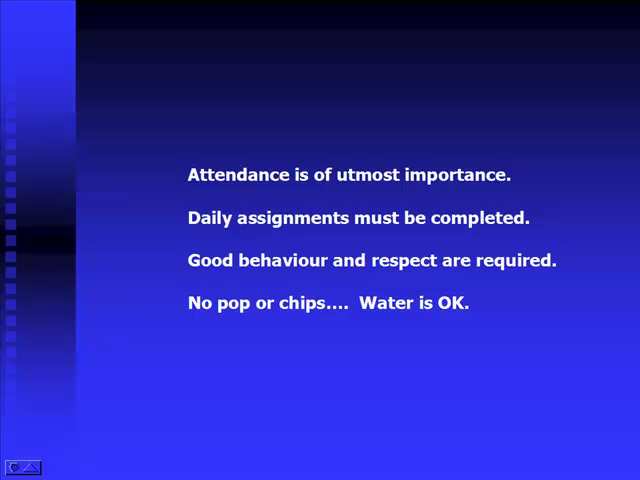 Attendance is of utmost importance.
Daily assignments must be completed.
Good behaviour and respect are required.
No pop or chips....  Water is OK.